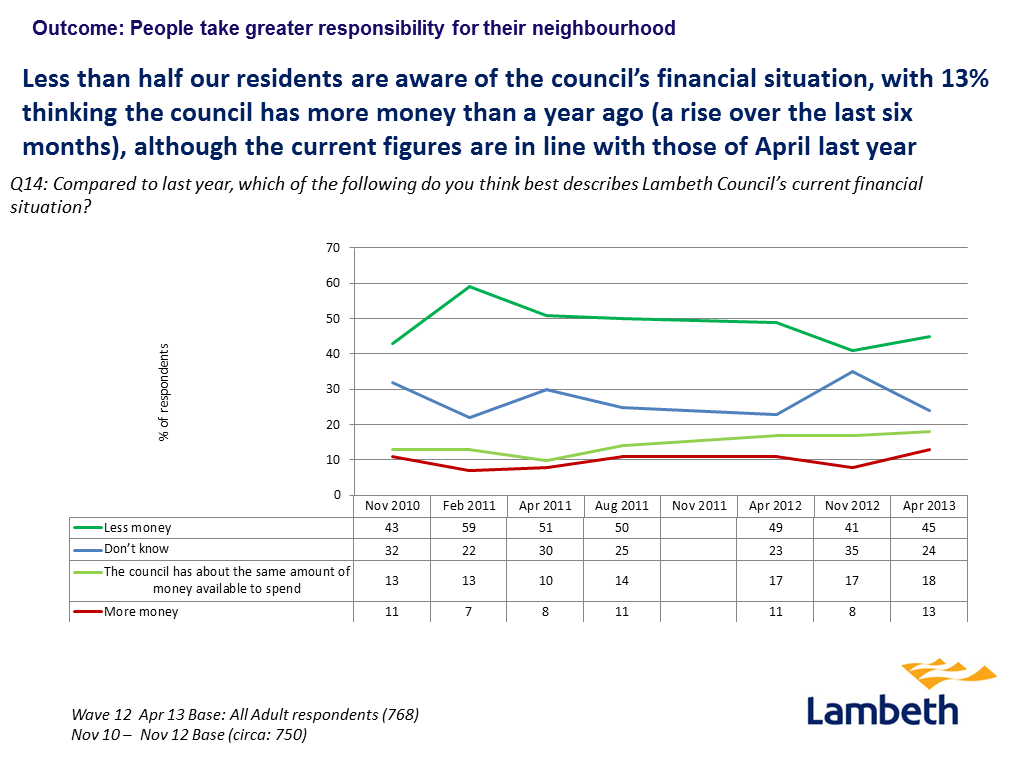 Outcome: People take greater responsibility for their neighbourhood
Less than half our residents are aware of the council’s financial situation, with 13%
thinking the council has more money than a year ago (a rise over the last six
months), although the current figures are in line with those of April last year
Q14: Compared to last year, which of the following do you think best describes Lambeth Council’s current financial
situation?
% of respondents
70
60
50
40
30
20
10
0
Nov 2010 Feb 2011 Apr 2011 Aug 2011 Nov 2011 Apr 2012 Nov 2012 Apr 2013
Less money 43 59 51 50 49 41 45
Don’t know 32 22 30 25 23 35 24
The council has about the same amount of
money available to spend 13 13 10 14 17 17 18
More money 11 7 8 11 11 8 13
Wave 12 Apr 13 Base: All Adult respondents (768)
Nov 10 – Nov 12 Base (circa: 750)
Lambeth